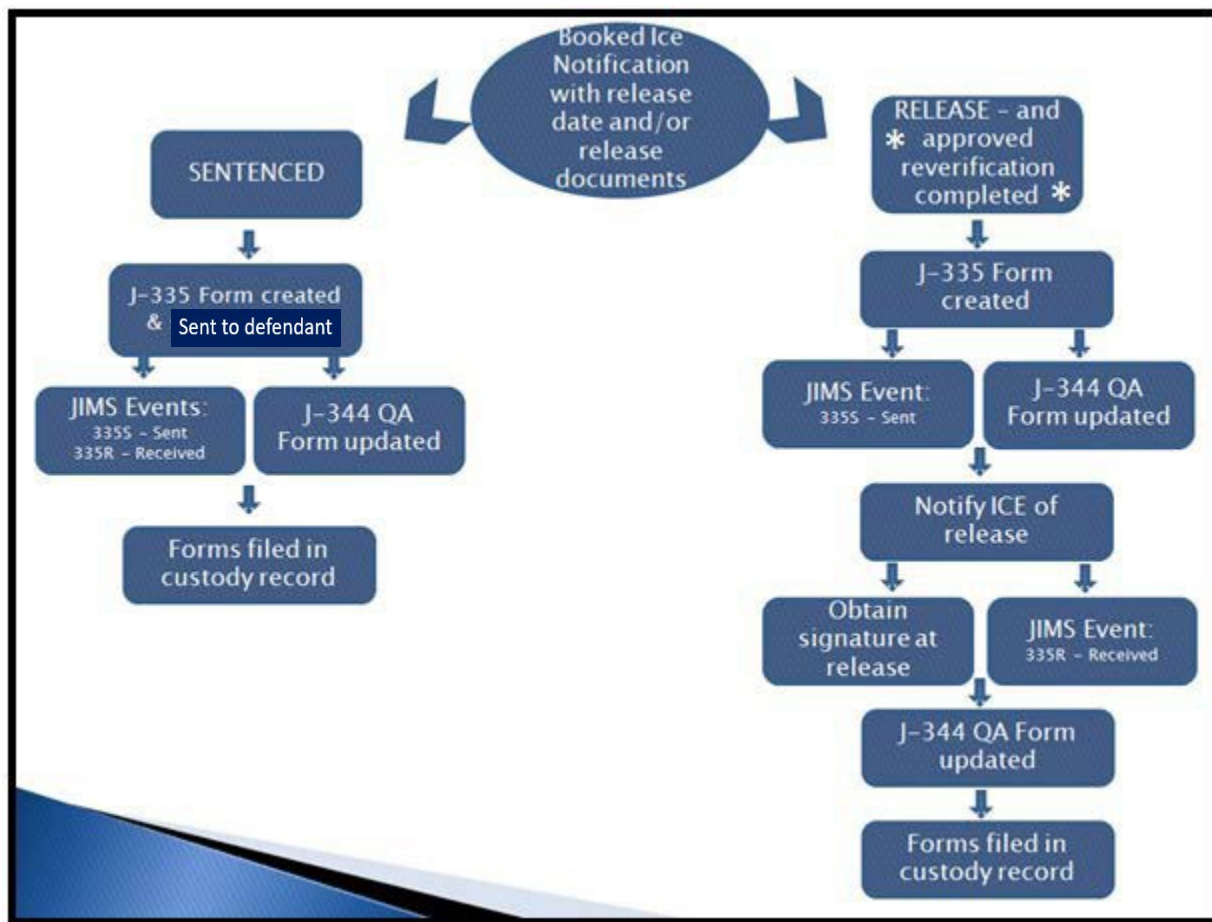 Booked Ice
Notification
with release
date and/or
release
documents
SENTENCED
J-335 Form created
& Sent to defendant
JIMS Events:
335S – Sent
335R – Received
J-344 QA
Form updated
Forms filed in
custody record
RELEASE – and
* approved
reverification
completed *
J-335 Form
created
JIMS Event:
335S – Sent
J-344 QA
Form updated
Notify ICE of
release
Obtain
signature at
release
JIMS Event:
335R – Received
J-344 QA Form
updated
Forms filed in
custody record